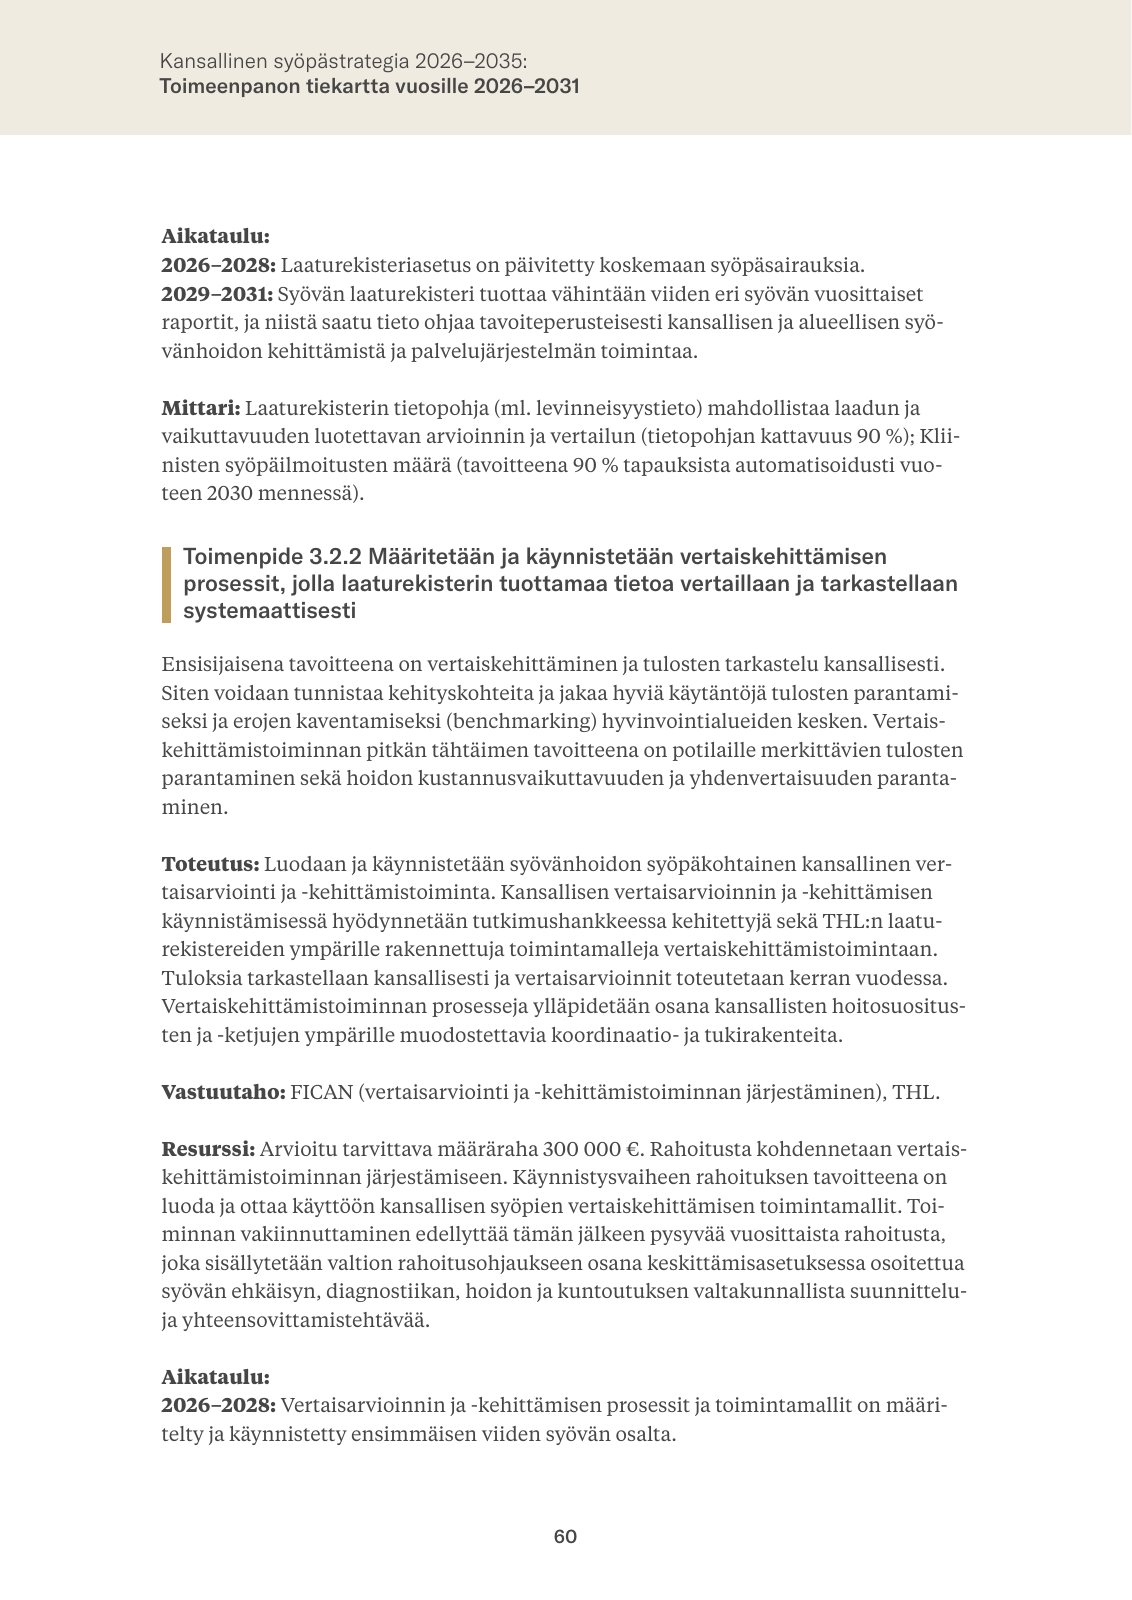 Kansallinen syöpästrategia 2026–2035:
Toimeenpanon tiekartta vuosille 2026–2031
Aikataulu:
2026–2028: Laaturekisteriasetus on päivitetty koskemaan syöpäsairauksia.
2029–2031: Syövän laaturekisteri tuottaa vähintään viiden eri syövän vuosittaiset
raportit, ja niistä saatu tieto ohjaa tavoiteperusteisesti kansallisen ja alueellisen syö-
vänhoidon kehittämistä ja palvelujärjestelmän toimintaa.
Mittari: Laaturekisterin tietopohja (ml. levinneisyystieto) mahdollistaa laadun ja
vaikuttavuuden luotettavan arvioinnin ja vertailun (tietopohjan kattavuus 90 %); Klii-
nisten syöpäilmoitusten määrä (tavoitteena 90 % tapauksista automatisoidusti vuo-
teen 2030 mennessä).
Toimenpide 3.2.2 Määritetään ja käynnistetään vertaiskehittämisen
prosessit, jolla laaturekisterin tuottamaa tietoa vertaillaan ja tarkastellaan
systemaattisesti
Ensisijaisena tavoitteena on vertaiskehittäminen ja tulosten tarkastelu kansallisesti.
Siten voidaan tunnistaa kehityskohteita ja jakaa hyviä käytäntöjä tulosten parantami-
seksi ja erojen kaventamiseksi (benchmarking) hyvinvointialueiden kesken. Vertais-
kehittämistoiminnan pitkän tähtäimen tavoitteena on potilaille merkittävien tulosten
parantaminen sekä hoidon kustannusvaikuttavuuden ja yhdenvertaisuuden paranta-
minen.
Toteutus: Luodaan ja käynnistetään syövänhoidon syöpäkohtainen kansallinen ver-
taisarviointi ja -kehittämistoiminta. Kansallisen vertaisarvioinnin ja -kehittämisen
käynnistämisessä hyödynnetään tutkimushankkeessa kehitettyjä sekä THL:n laatu-
rekistereiden ympärille rakennettuja toimintamalleja vertaiskehittämistoimintaan.
Tuloksia tarkastellaan kansallisesti ja vertaisarvioinnit toteutetaan kerran vuodessa.
Vertaiskehittämistoiminnan prosesseja ylläpidetään osana kansallisten hoitosuositus-
ten ja -ketjujen ympärille muodostettavia koordinaatio- ja tukirakenteita.
Vastuutaho: FICAN (vertaisarviointi ja -kehittämistoiminnan järjestäminen), THL.
Resurssi: Arvioitu tarvittava määräraha 300 000 €. Rahoitusta kohdennetaan vertais-
kehittämistoiminnan järjestämiseen. Käynnistysvaiheen rahoituksen tavoitteena on
luoda ja ottaa käyttöön kansallisen syöpien vertaiskehittämisen toimintamallit. Toi-
minnan vakiinnuttaminen edellyttää tämän jälkeen pysyvää vuosittaista rahoitusta,
joka sisällytetään valtion rahoitusohjaukseen osana keskittämisasetuksessa osoitettua
syövän ehkäisyn, diagnostiikan, hoidon ja kuntoutuksen valtakunnallista suunnittelu-
ja yhteensovittamistehtävää.
Aikataulu:
2026–2028: Vertaisarvioinnin ja -kehittämisen prosessit ja toimintamallit on määri-
telty ja käynnistetty ensimmäisen viiden syövän osalta.
60